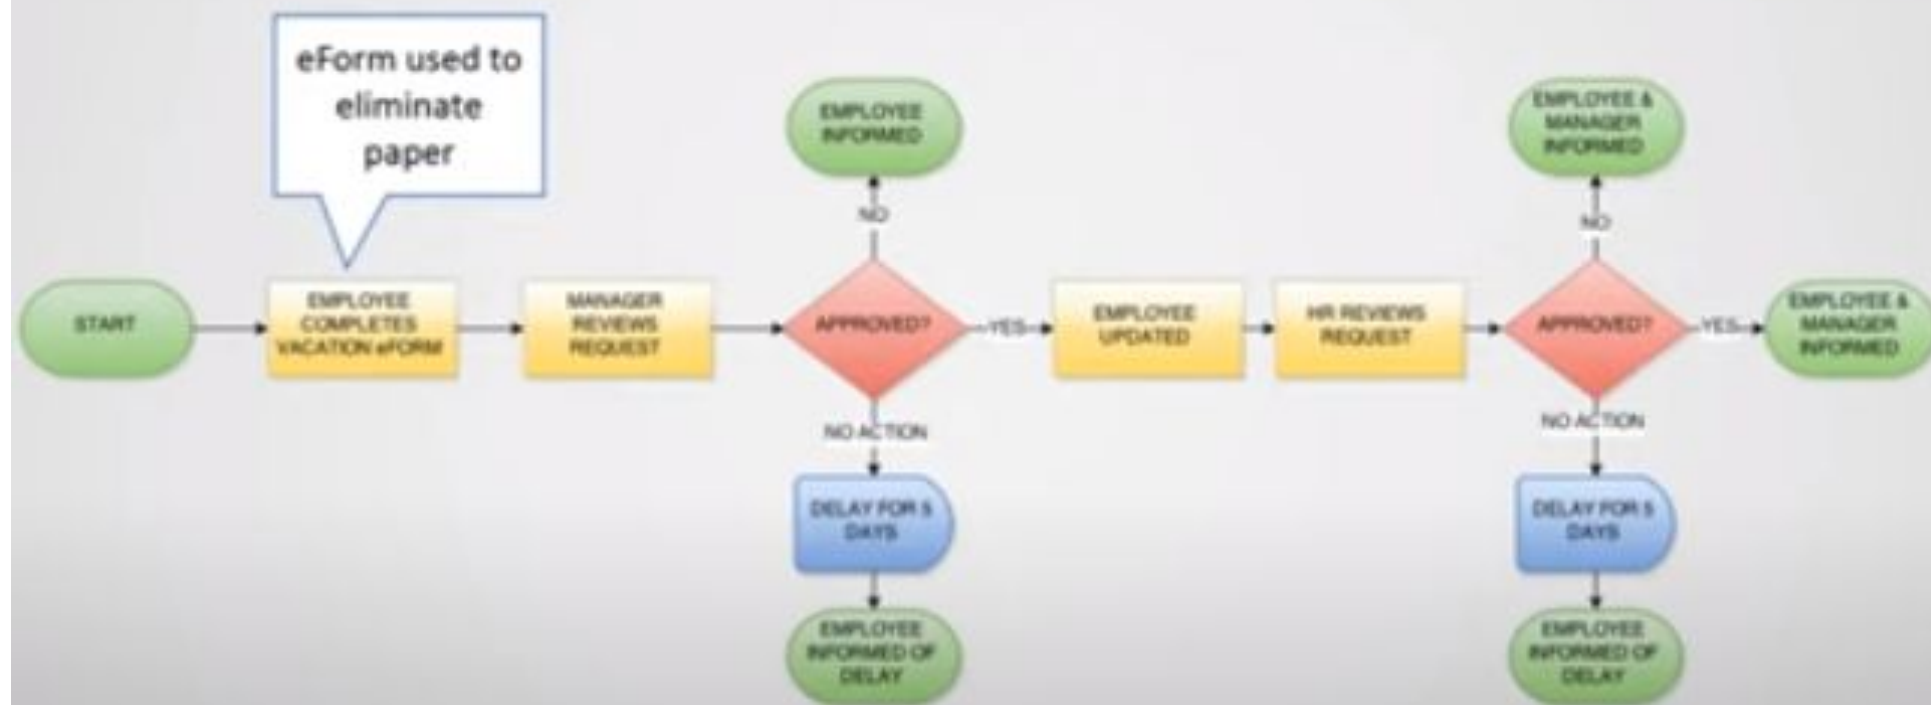 eForm used to
eliminate
paper
EMPLOYEE
INFORMED
EMPLOYEE &
MANAGER
INFORMED
NO
NO
START
EMPLOYEE
COMPLETES
VACATION eFORM
MANAGER
REVIEWS
REQUEST
APPROVED?
YES
EMPLOYEE
UPDATED
HR REVIEWS
REQUEST
APPROVED?
YES
EMPLOYEE &
MANAGER
INFORMED
NO ACTION
NO ACTION
DELAY FOR 5
DAYS
DELAY FOR 5
DAYS
EMPLOYEE
INFORMED OF
DELAY
EMPLOYEE
INFORMED OF
DELAY